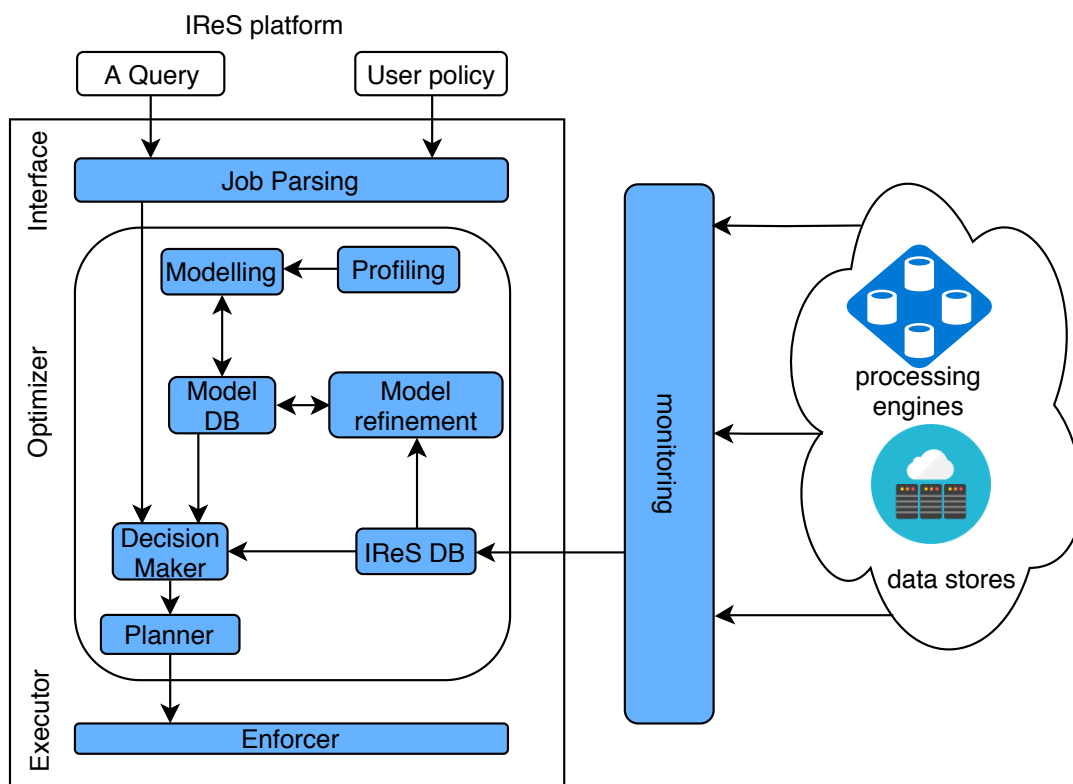 IReS platform
A Query
User policy
Interface
Job Parsing
Modelling
Profiling
Optimizer
Model
DB
Model
refinement
Decision
Maker
IReS DB
Planner
Executor
Enforcer
monitoring
processing
engines
data stores